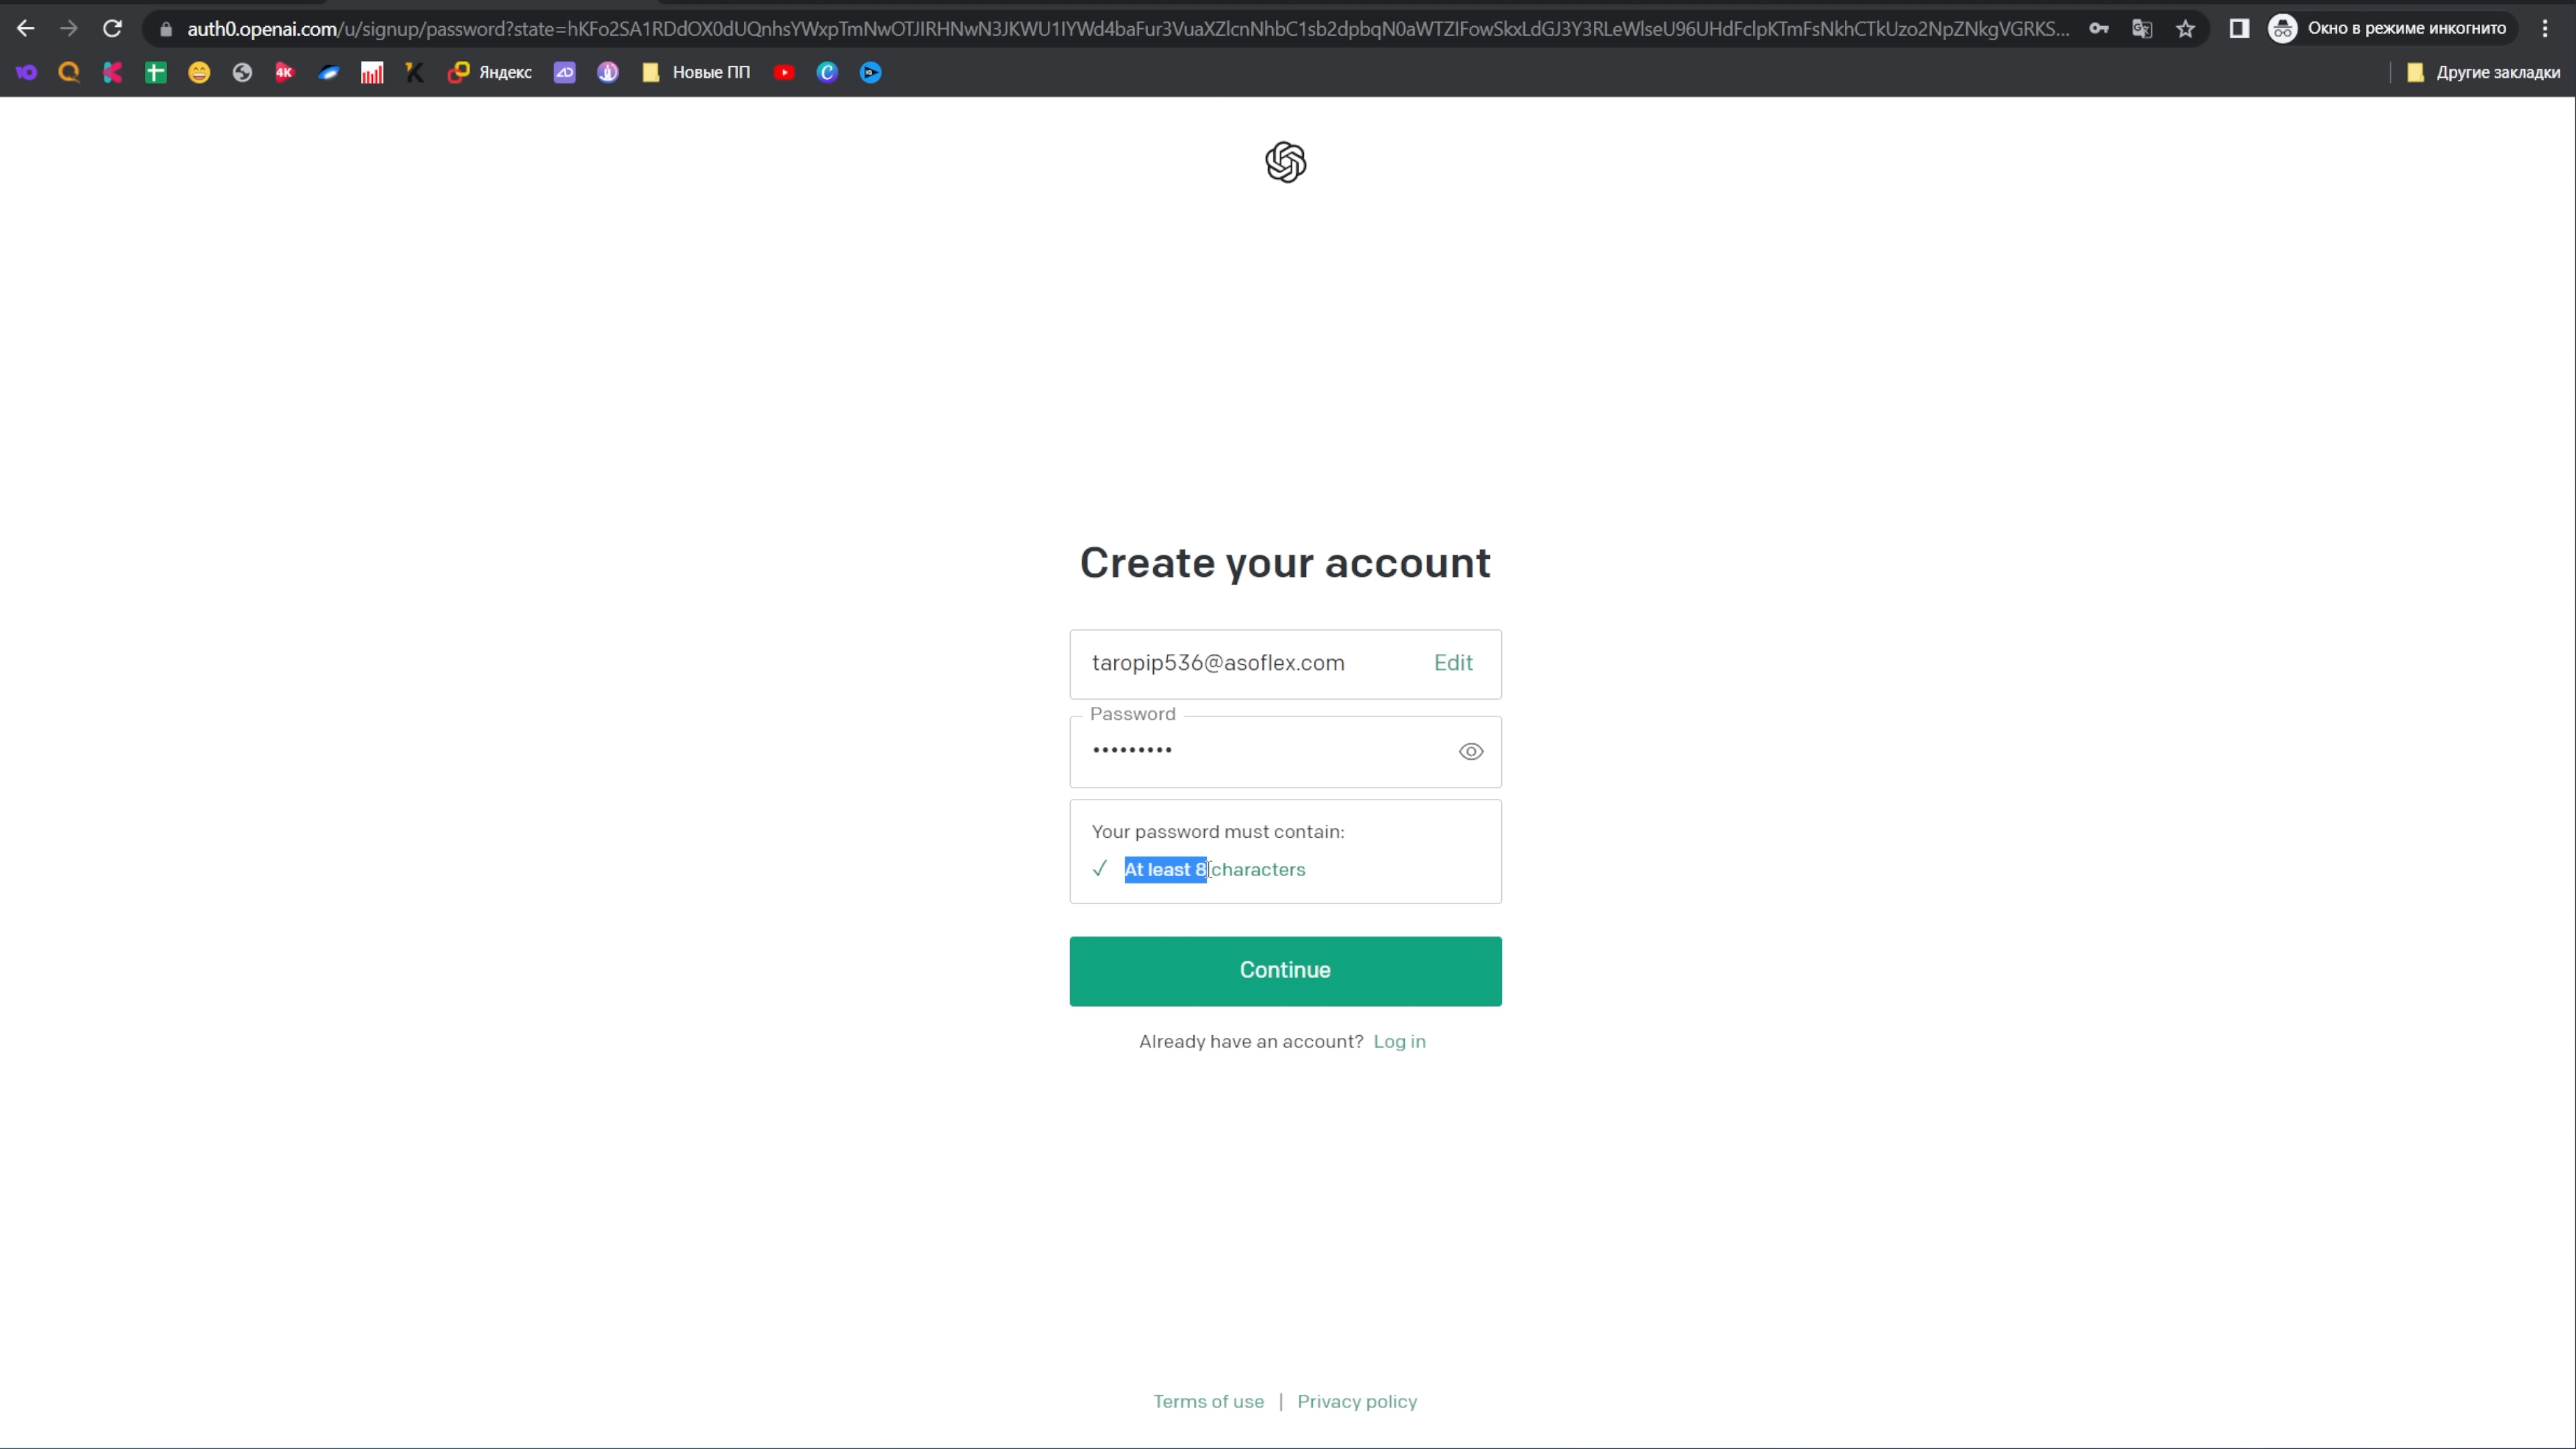 auth0.openai.com/u/signup/password?state=
Окно в режиме инкогнито
4K
Яндекс
Новые ПП
Другие закладки
Create your account
taropip536@asoflex.com Edit
Password
•••••••••
Your password must contain:
✓ At least 8 characters
Continue
Already have an account? Log in
Terms of use | Privacy policy